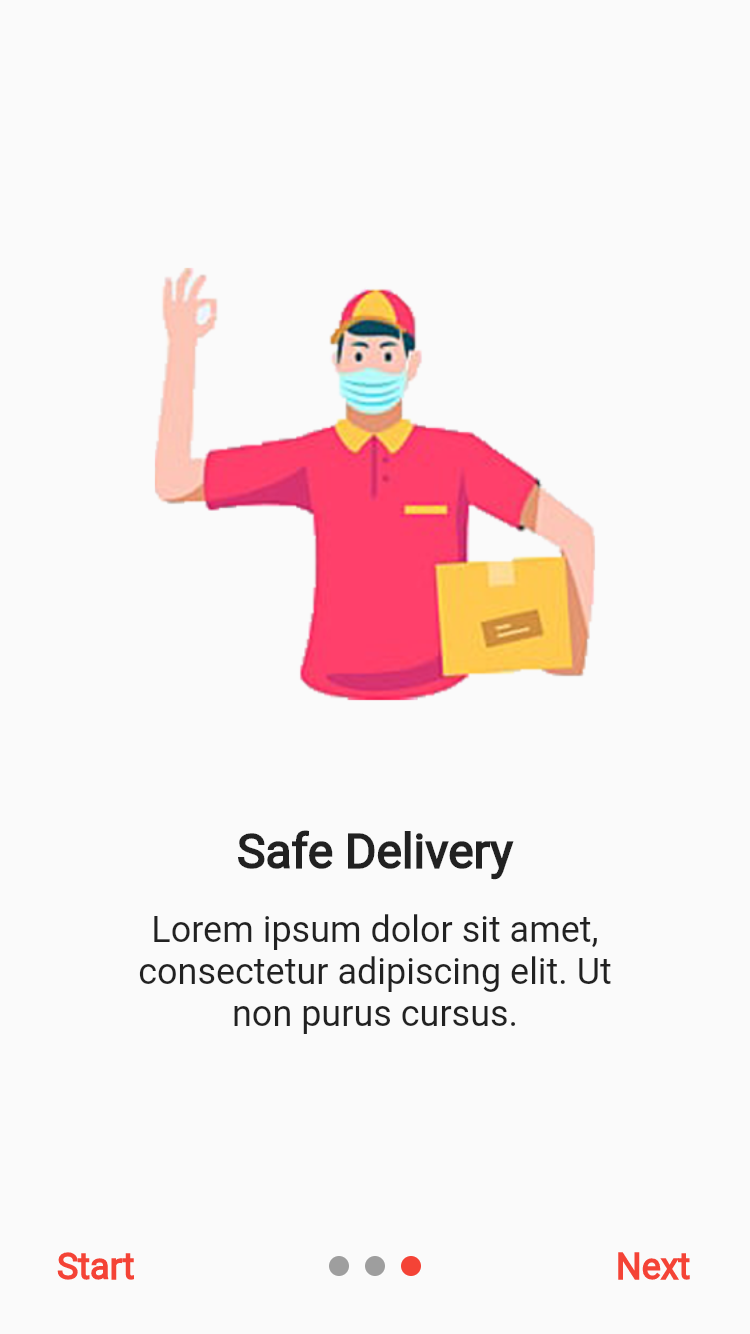 Safe Delivery
Lorem ipsum dolor sit amet,
consectetur adipiscing elit. Ut
non purus cursus.
Start
Next